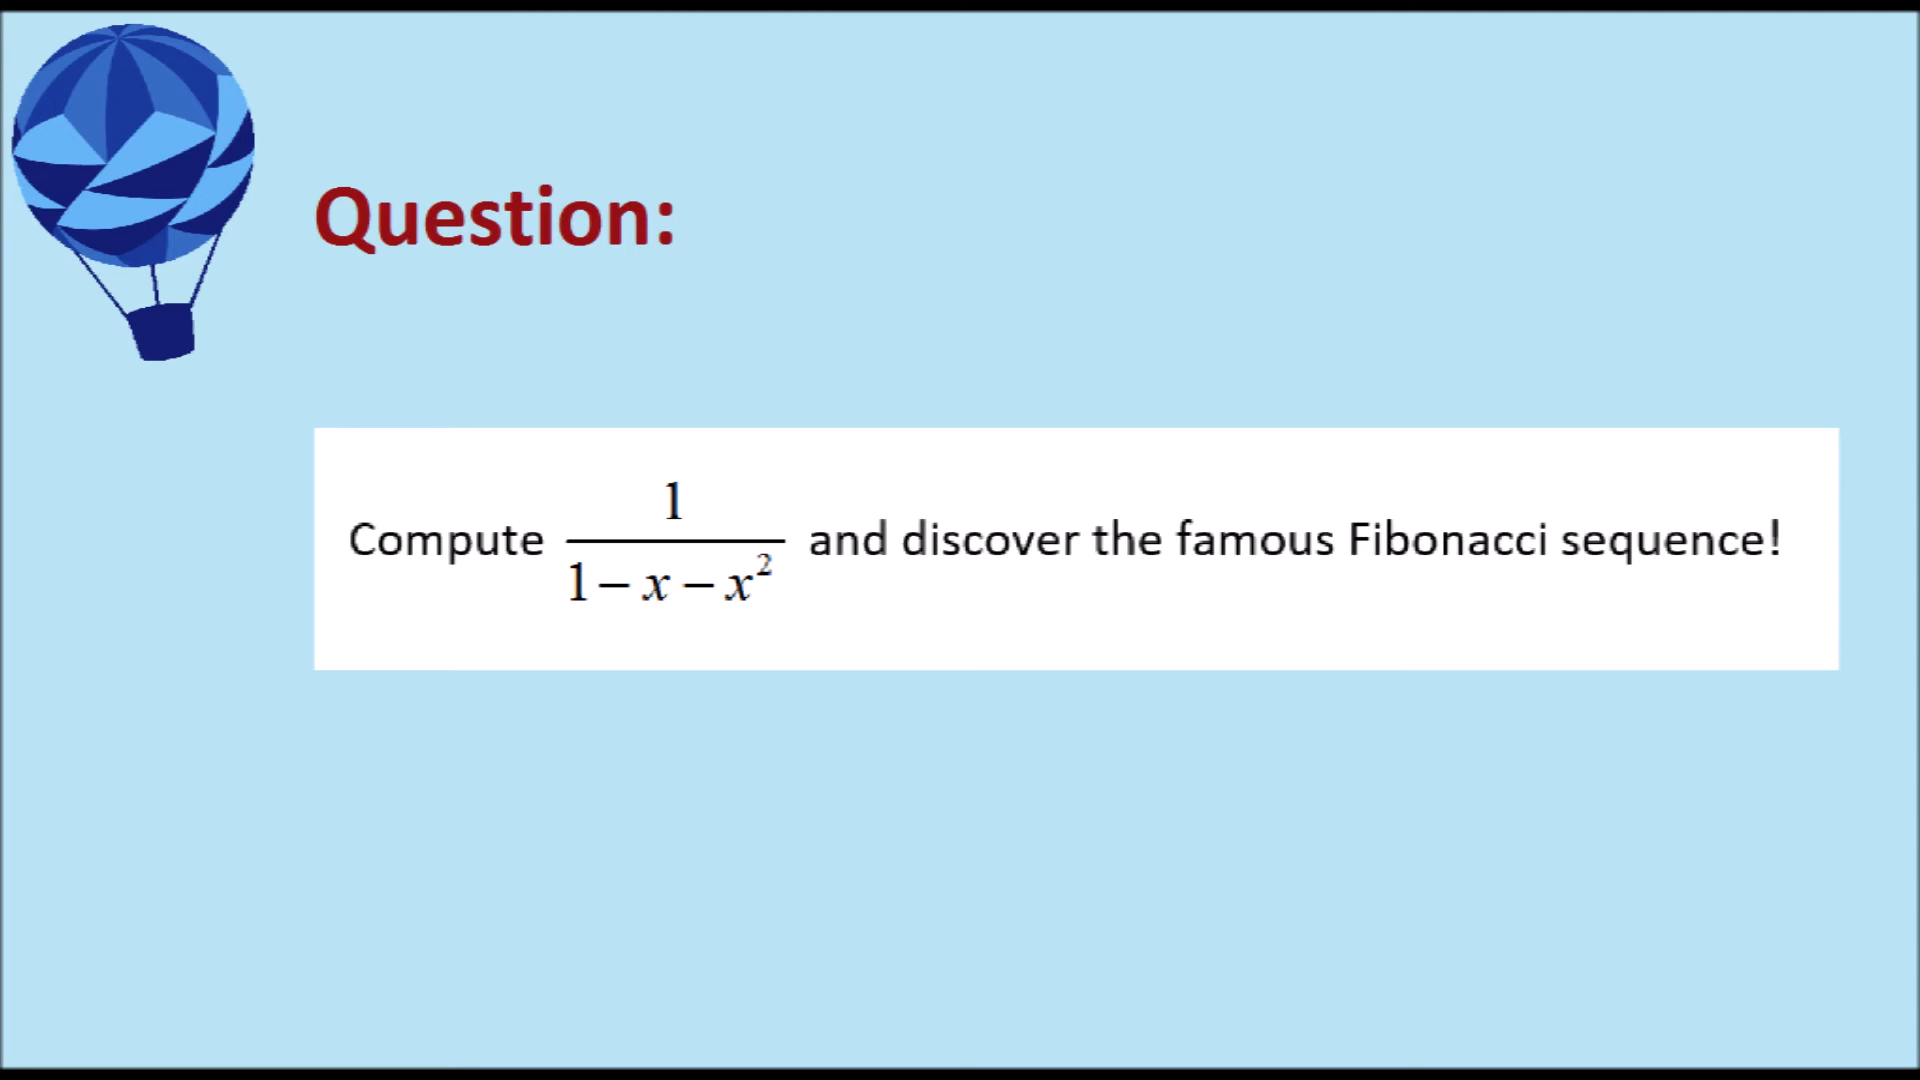 Question:
Compute 1/(1 – x – x²) and discover the famous Fibonacci sequence!